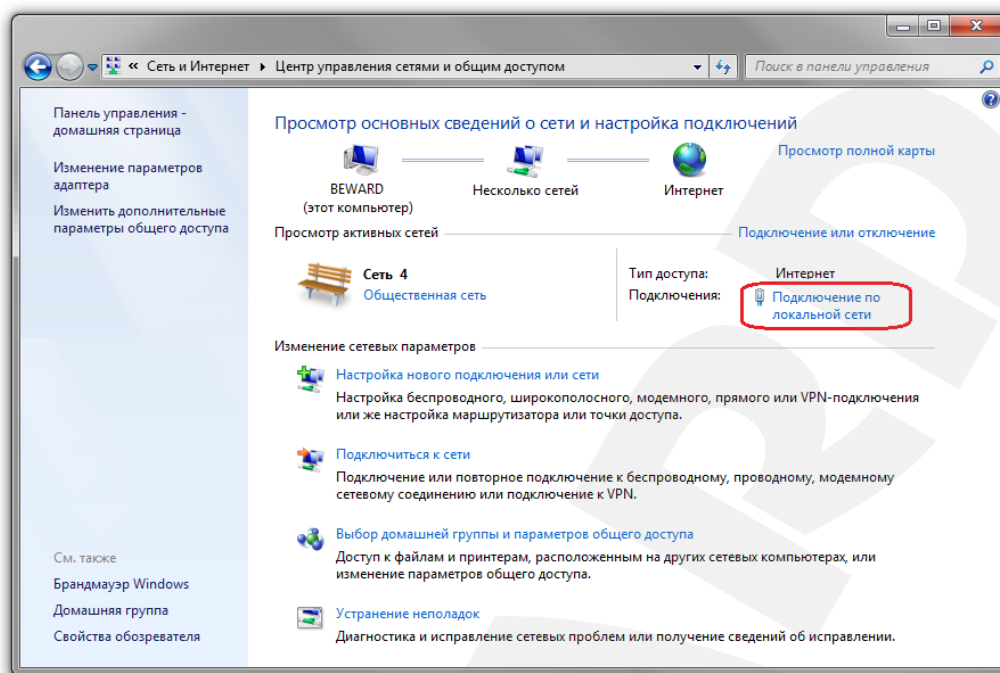 « Сеть и Интернет ▸ Центр управления сетями и общим доступом
Поиск в панели управления
Панель управления -
домашняя страница
Изменение параметров
адаптера
Изменить дополнительные
параметры общего доступа
См. также
Брандмауэр Windows
Домашняя группа
Свойства обозревателя
Просмотр основных сведений о сети и настройка подключений
Просмотр полной карты
BEWARD
(этот компьютер)
Несколько сетей
Интернет
Просмотр активных сетей
Подключение или отключение
Сеть 4
Общественная сеть
Тип доступа: Интернет
Подключения: Подключение по
локальной сети
Изменение сетевых параметров
Настройка нового подключения или сети
Настройка беспроводного, широкополосного, модемного, прямого или VPN-подключения
или же настройка маршрутизатора или точки доступа.
Подключиться к сети
Подключение или повторное подключение к беспроводному, проводному, модемному
сетевому соединению или подключение к VPN.
Выбор домашней группы и параметров общего доступа
Доступ к файлам и принтерам, расположенным на других сетевых компьютерах, или
изменение параметров общего доступа.
Устранение неполадок
Диагностика и исправление сетевых проблем или получение сведений об исправлении.